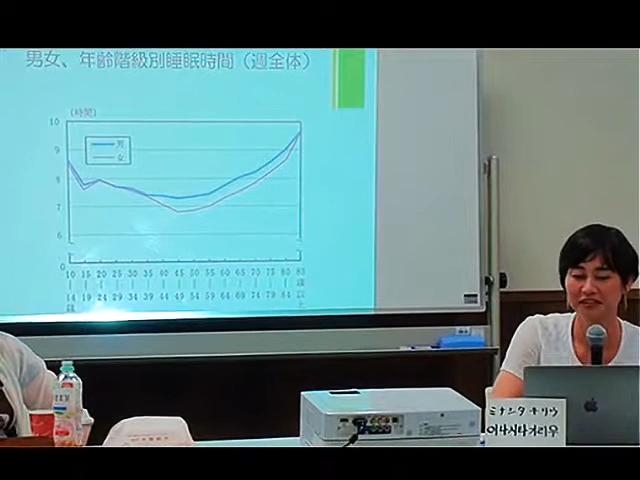 男女、年齢階級別睡眠時間（週全体）
(時間)
10
9
8
7
6
0
男
女
10 15 20 25 30 35 40 45 50 55 60 65 70 75 80 85
14 19 24 29 34 39 44 49 54 59 64 69 74 79 84 以
歳 上
ミナシタ キリウ
미나시타기리우